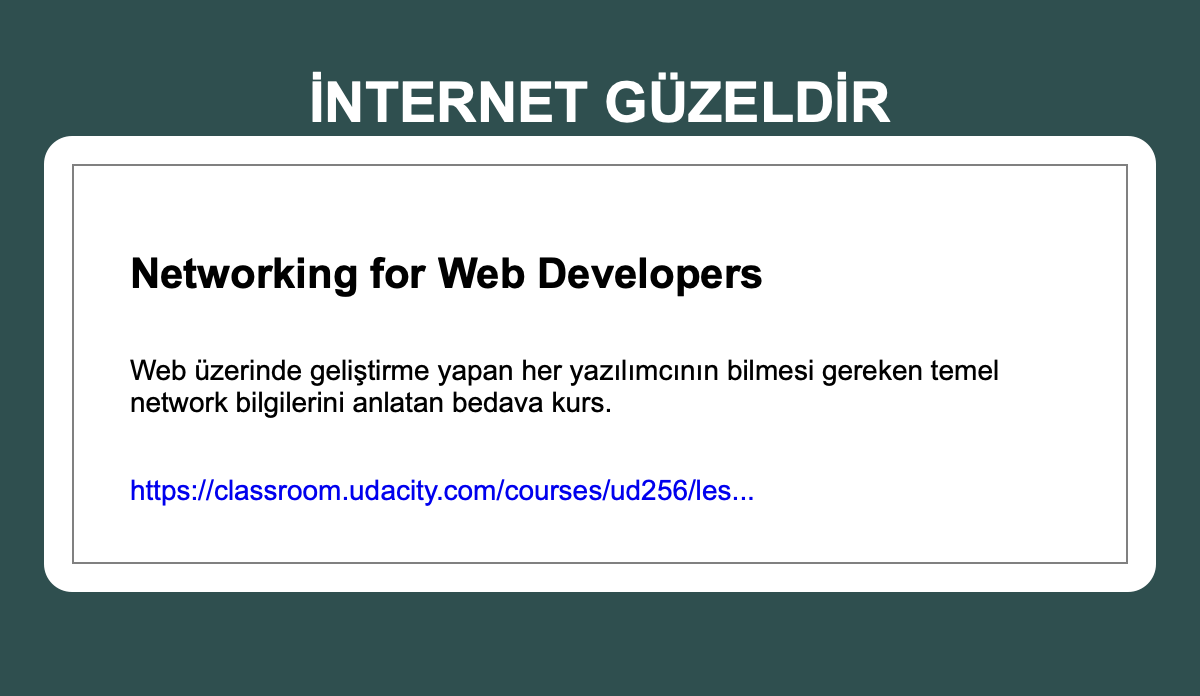 İNTERNET GÜZELDİR
Networking for Web Developers
Web üzerinde geliştirme yapan her yazılımcının bilmesi gereken temel
network bilgilerini anlatan bedava kurs.
https://classroom.udacity.com/courses/ud256/les...